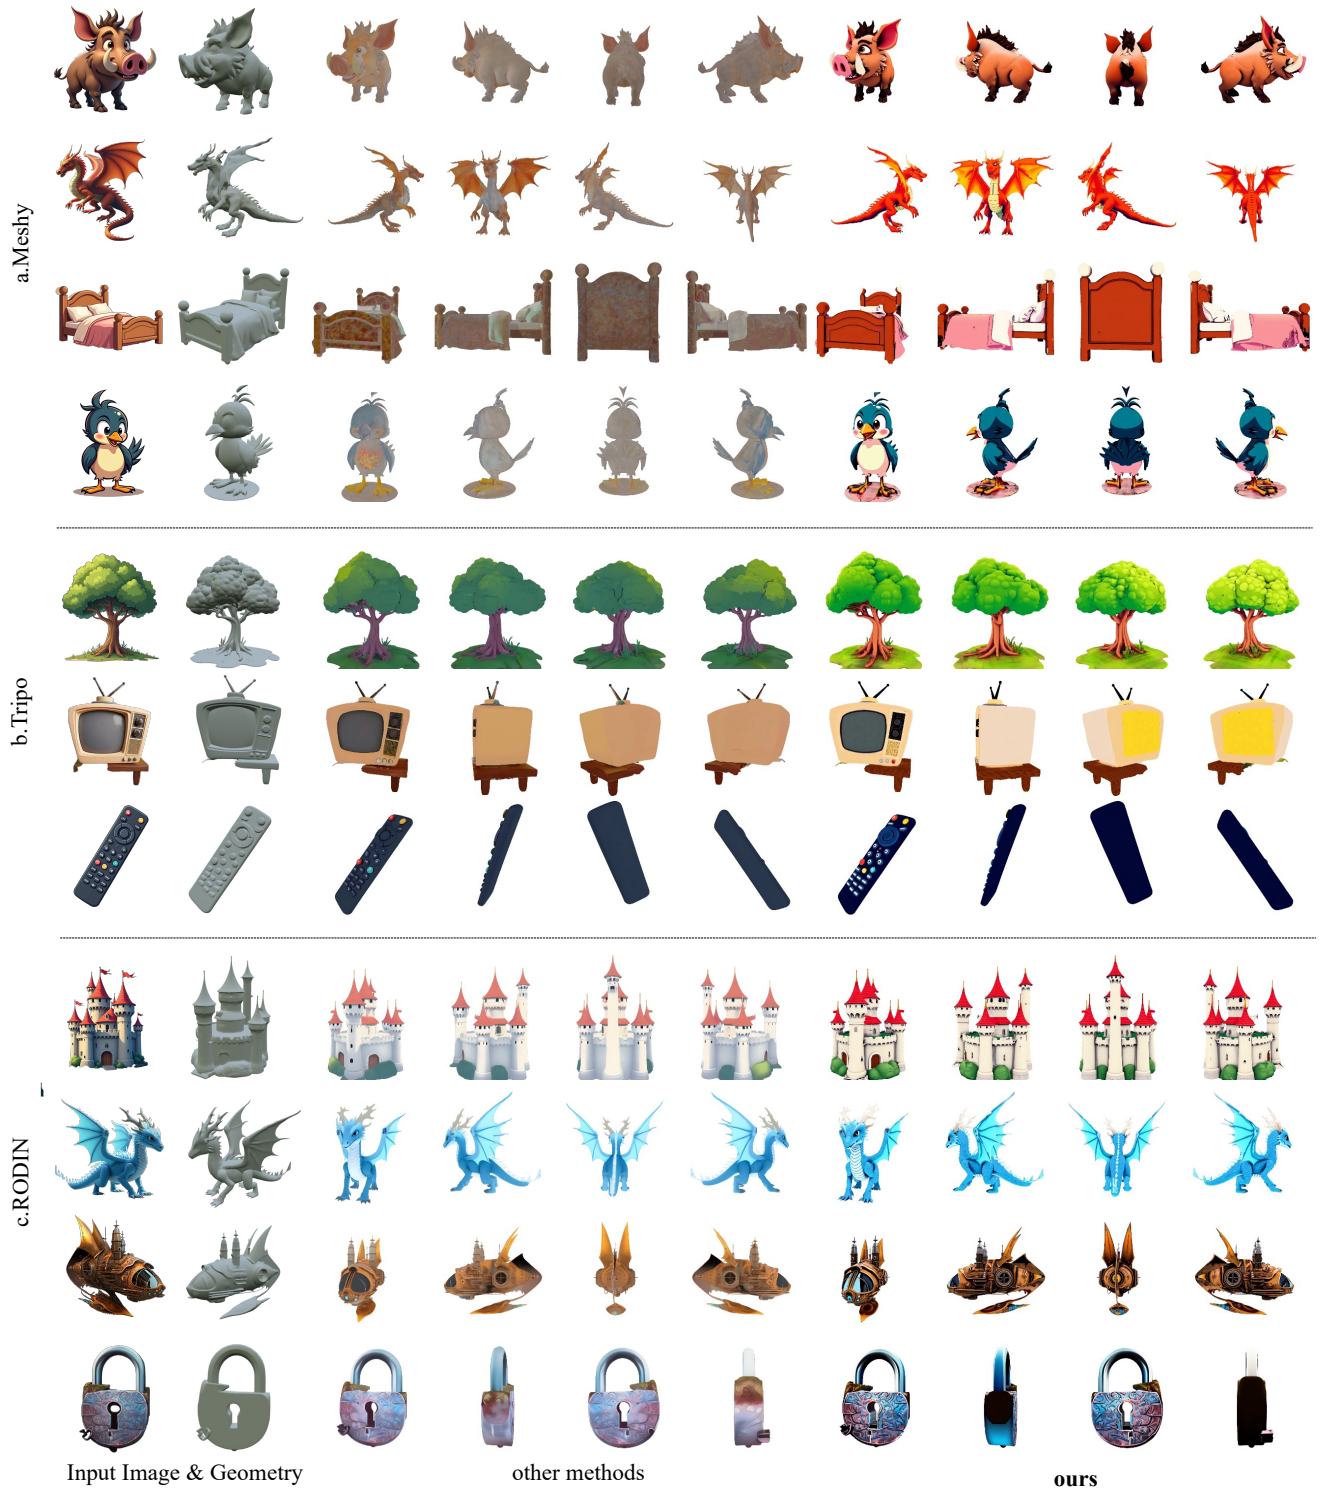 a.Meshy
b.Tripo
c.RODIN
Input Image & Geometry
other methods
ours